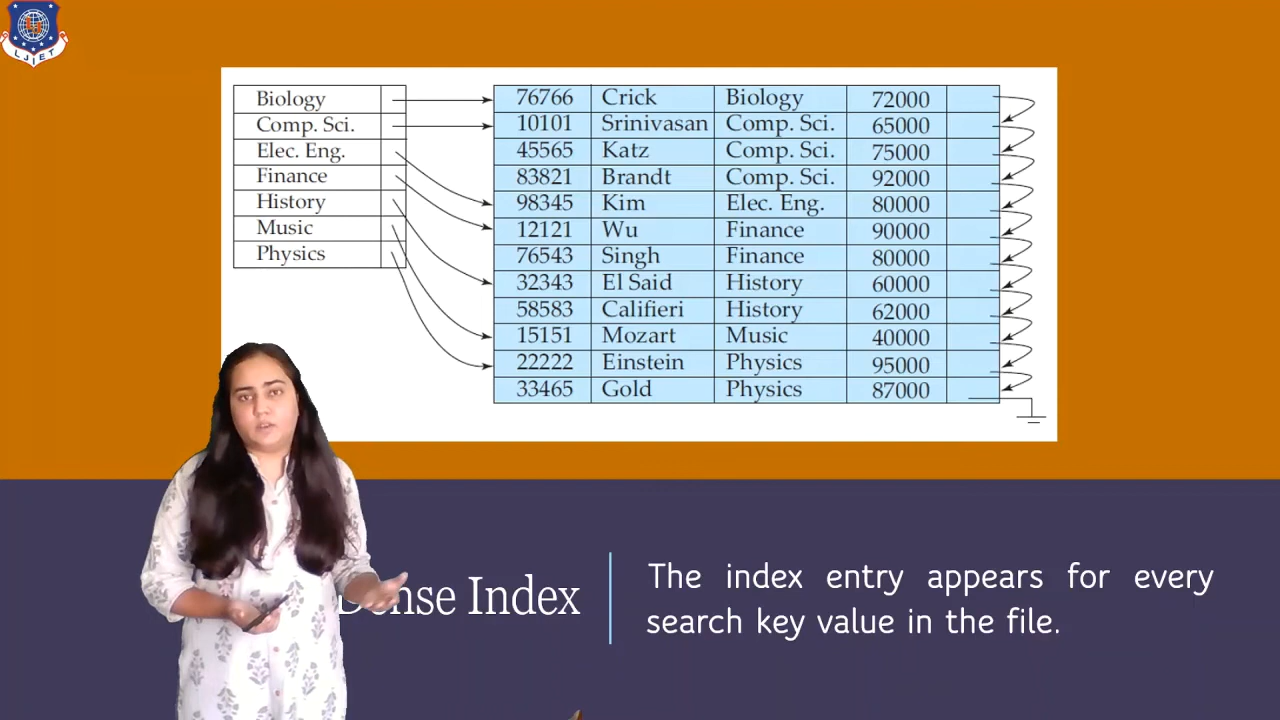 LJIET
Biology
Comp. Sci.
Elec. Eng.
Finance
History
Music
Physics
76766 Crick Biology 72000
10101 Srinivasan Comp. Sci. 65000
45565 Katz Comp. Sci. 75000
83821 Brandt Comp. Sci. 92000
98345 Kim Elec. Eng. 80000
12121 Wu Finance 90000
76543 Singh Finance 80000
32343 El Said History 60000
58583 Califieri History 62000
15151 Mozart Music 40000
22222 Einstein Physics 95000
33465 Gold Physics 87000
Dense Index
The index entry appears for every
search key value in the file.